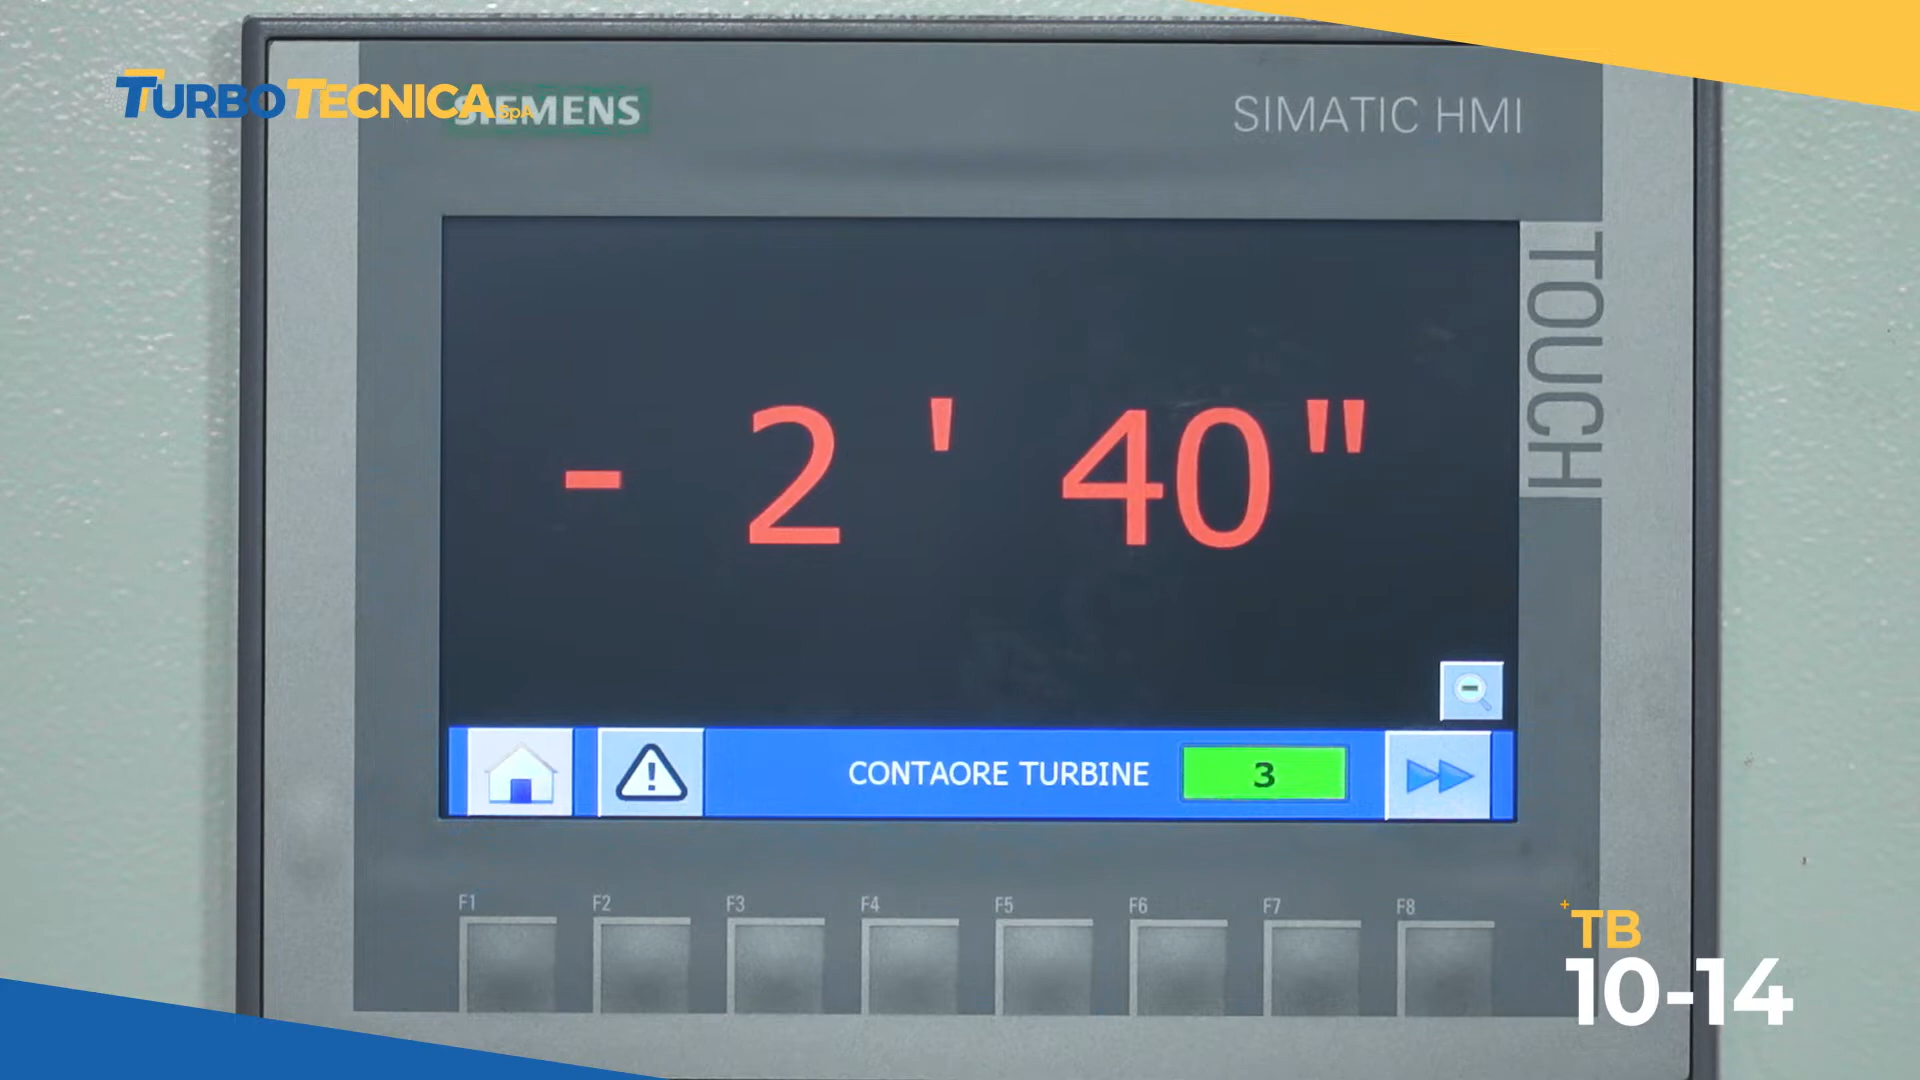 TURBOTECNICA SpA
SIEMENS
SIMATIC HMI
TOUCH
- 2 ' 40"
CONTAORE TURBINE 3
F1 F2 F3 F4 F5 F6 F7 F8
+TB
10-14